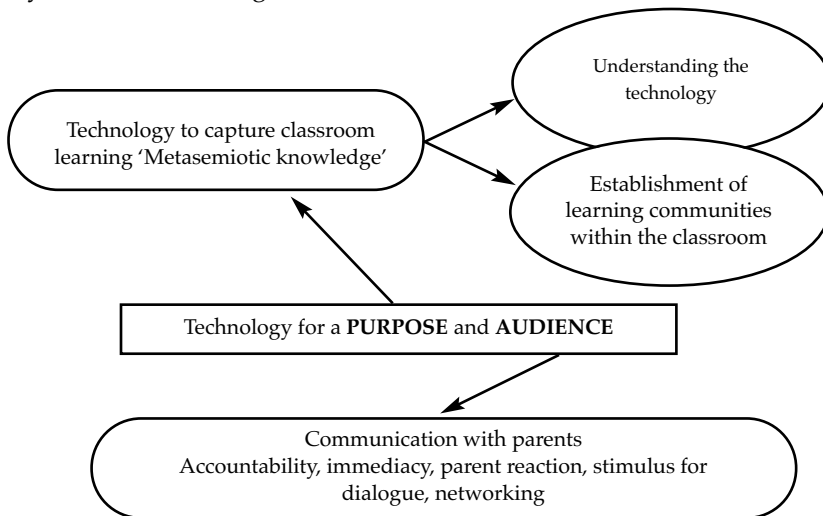 Understanding the
technology
Technology to capture classroom
learning ‘Metasemiotic knowledge’
Establishment of
learning communities
within the classroom
Technology for a PURPOSE and AUDIENCE
Communication with parents
Accountability, immediacy, parent reaction, stimulus for
dialogue, networking